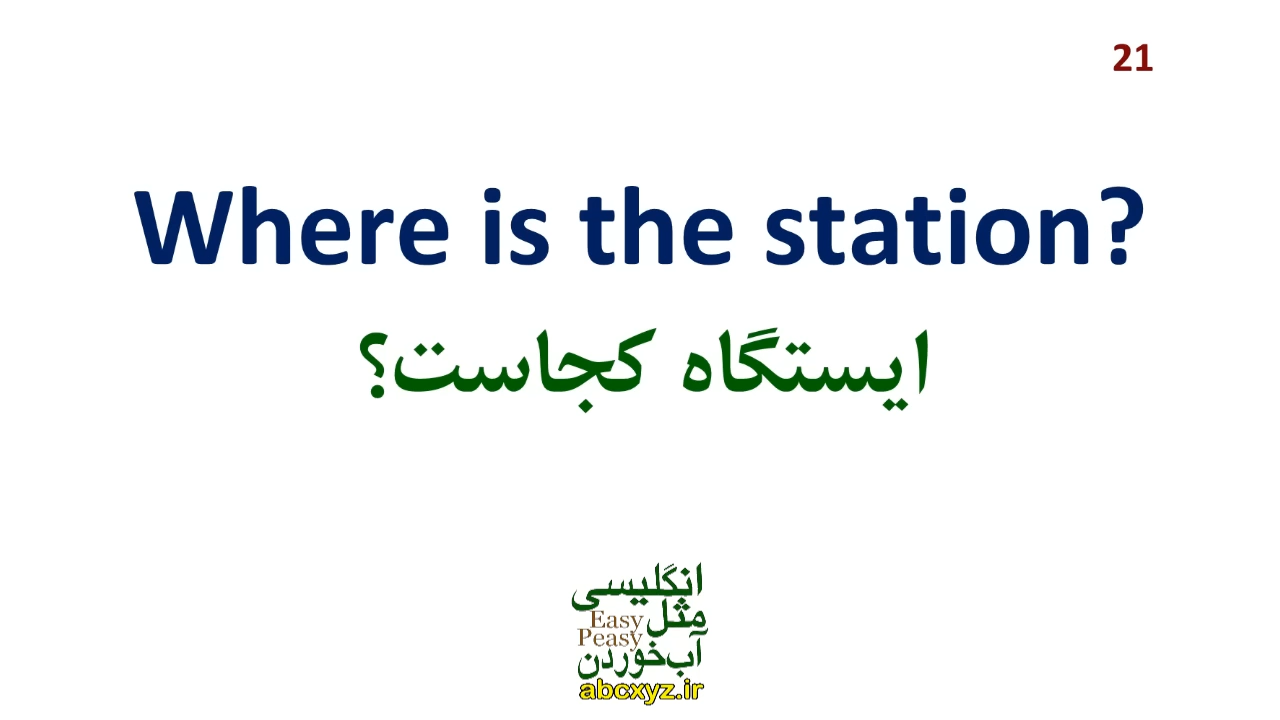 21
Where is the station?
ایستگاه کجاست؟
انگلیسی
مثل
Easy
Peasy
آب‌خوردن
abcxyz.ir